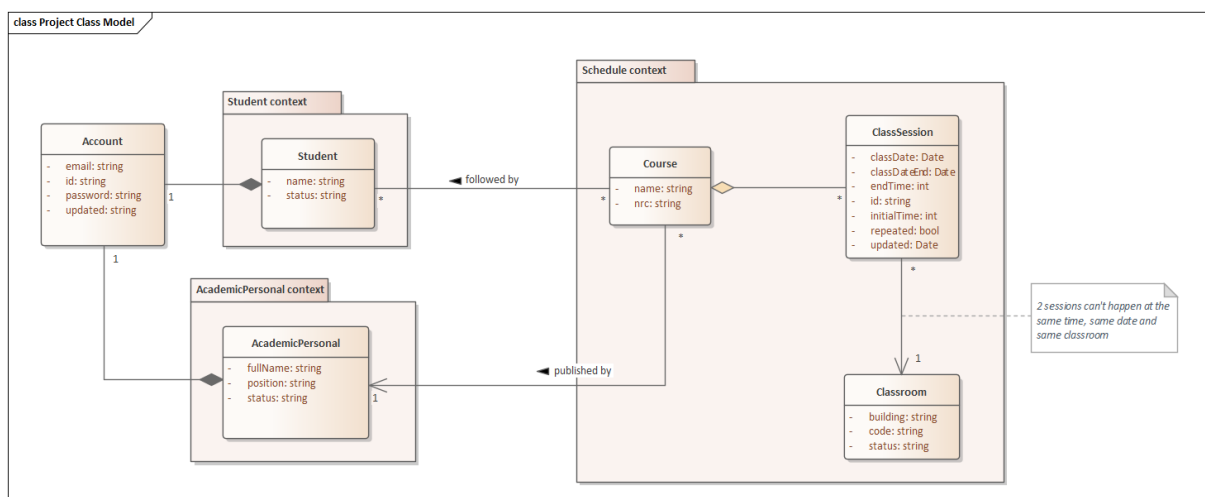 class Project Class Model
Account
- email: string
- id: string
- password: string
- updated: string
1
1
Student context
Student
- name: string
- status: string
*
followed by
AcademicPersonal context
AcademicPersonal
- fullName: string
- position: string
- status: string
1
published by
Schedule context
Course
- name: string
- nrc: string
*
*
ClassSession
- classDate: Date
- classDateEnd: Date
- endTime: int
- id: string
- initialTime: int
- repeated: bool
- updated: Date
*
*
1
Classroom
- building: string
- code: string
- status: string
2 sessions can't happen at the
same time, same date and
same classroom